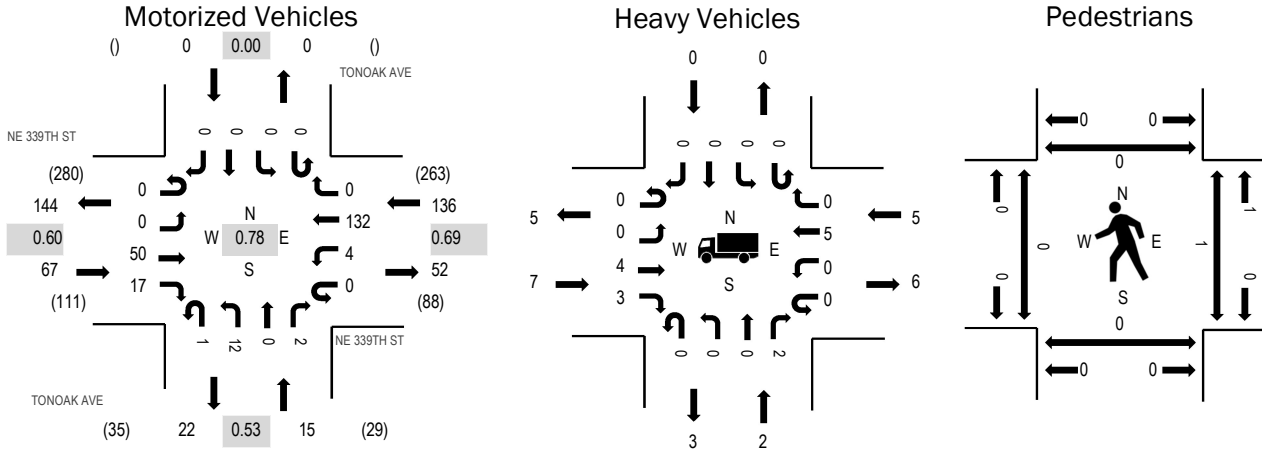 Motorized Vehicles
() 0 0.00 0 ()
TONOAK AVE
0 0 0 0
NE 339TH ST
(280) 0 0 (263)
144 0 132 136
0.60 N W 0.78 E S 0.69
67 50 4 52
(111) 17 0 (88)
1 12 0 2
NE 339TH ST
TONOAK AVE
(35) 22 0.53 15 (29)
Heavy Vehicles
0 0
0 0 0 0
0 0
5 0 5 5
N
W E
S
7 4 0 6
3 0
0 0 0 2
3 2
Pedestrians
0 0
0
0 1
N
W E
S
0 1
0 0
0
0 0